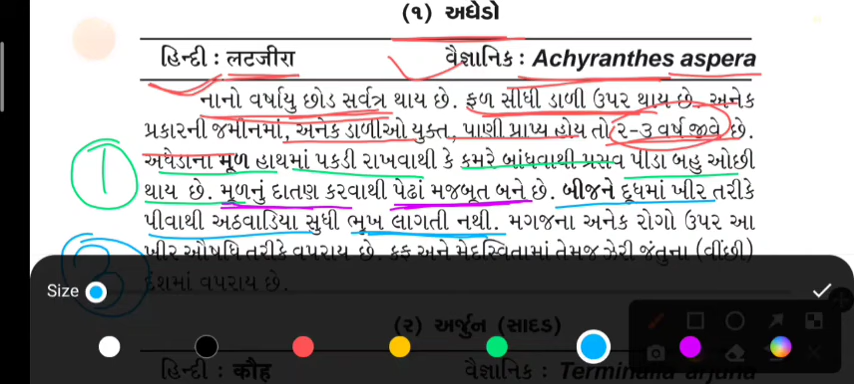 (૧) અઘેડો
હિન્દી : लटजीरा વૈજ્ઞાનિક : Achyranthes aspera
નાનો વર્ષાયુ છોડ સર્વત્ર થાય છે. ફળ સીધી ડાળી ઉપર થાય છે. અનેક
પ્રકારની જમીનમાં, અનેક ડાળીઓ યુક્ત, પાણી પ્રાપ્ય હોય તો ૨-૩ વર્ષ જીવે છે.
અઘેડાના મૂળ હાથમાં પકડી રાખવાથી કે કમરે બાંધવાથી પ્રસવ પીડા બહુ ઓછી
થાય છે. મૂળનું દાતણ કરવાથી પેઢાં મજબૂત બને છે. બીજને દૂધમાં ખીર તરીકે
પીવાથી અઠવાડિયા સુધી ભૂખ લાગતી નથી. મગજના અનેક રોગો ઉપર આ
ખીર ઔષધિ તરીકે વપરાય છે. કફ અને મેદસ્વિતામાં તેમજ ઝેરી જંતુના (વીંછી)
દંશમાં વપરાય છે.
1
3
Size
(૨) અર્જુન (સાદડ)
હિન્દી : कौह વૈજ્ઞાનિક : Terminalia arjuna